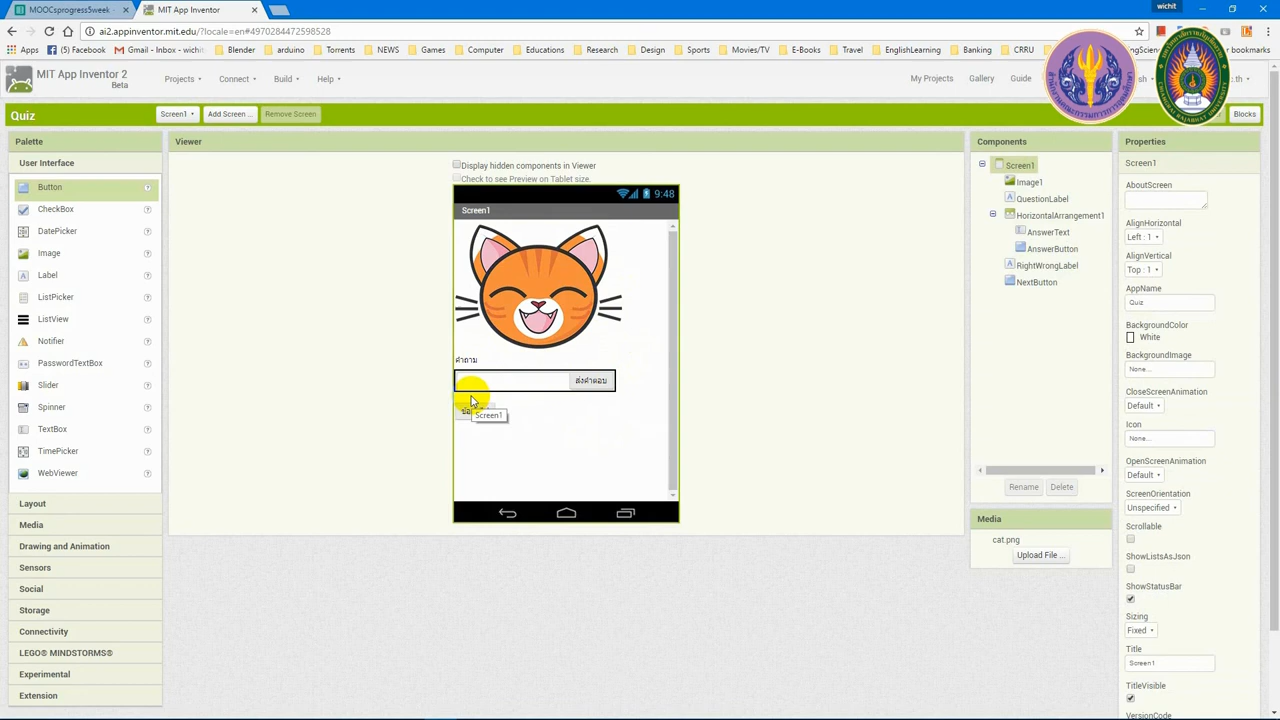 MOOCsprogress5week
MIT App Inventor
wichit
ai2.appinventor.mit.edu/?locale=en#4970284472598528
Apps
(5) Facebook
Gmail - Inbox - wichit
Blender
arduino
Torrents
NEWS
Games
Computer
Educations
Research
Design
Sports
Movies/TV
E-Books
Travel
EnglishLearning
Banking
CRRU
bookmarks
MIT App Inventor 2
Beta
Projects
Connect
Build
Help
My Projects
Gallery
Guide
Quiz
Screen1
Add Screen ...
Remove Screen
Blocks
Palette
User Interface
Button
CheckBox
DatePicker
Image
Label
ListPicker
ListView
Notifier
PasswordTextBox
Slider
Spinner
TextBox
TimePicker
WebViewer
Layout
Media
Drawing and Animation
Sensors
Social
Storage
Connectivity
LEGO® MINDSTORMS®
Experimental
Extension
Viewer
Display hidden components in Viewer
Check to see Preview on Tablet size.
9:48
Screen1
คำถาม
ส่งคำตอบ
Screen1
Components
Screen1
Image1
QuestionLabel
HorizontalArrangement1
AnswerText
AnswerButton
RightWrongLabel
NextButton
Rename
Delete
Media
cat.png
Upload File ...
Properties
Screen1
AboutScreen
AlignHorizontal
Left : 1
AlignVertical
Top : 1
AppName
Quiz
BackgroundColor
White
BackgroundImage
None...
CloseScreenAnimation
Default
Icon
None...
OpenScreenAnimation
Default
ScreenOrientation
Unspecified
Scrollable
ShowListsAsJson
ShowStatusBar
Sizing
Fixed
Title
Screen1
TitleVisible
VersionCode